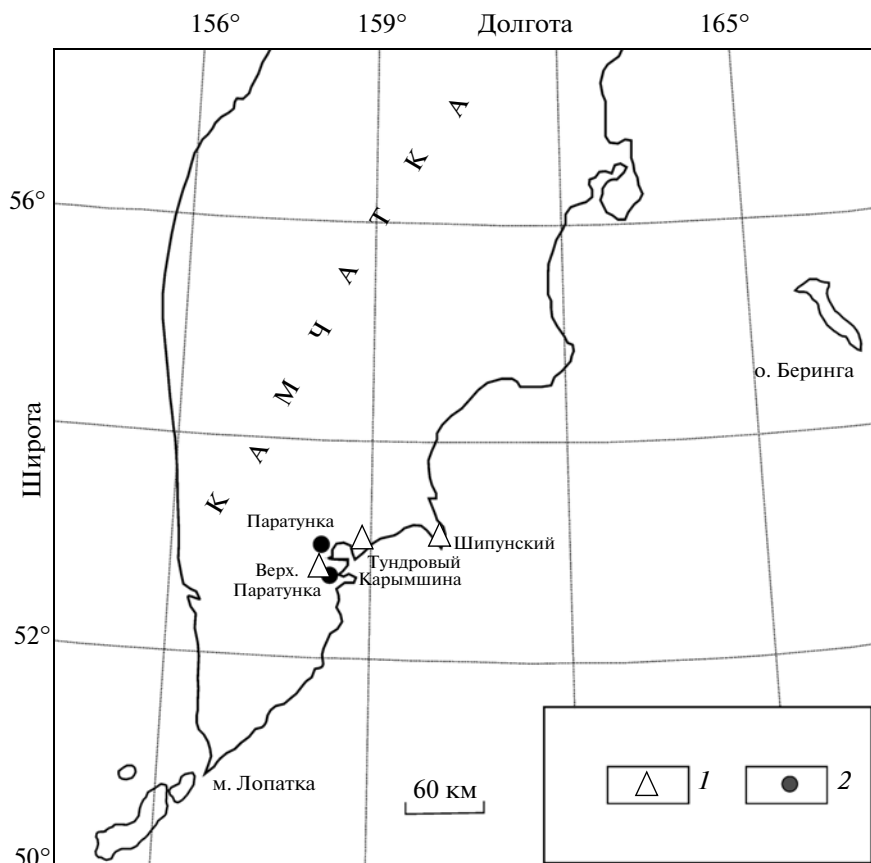 156° 159° Долгота 165°
56°
Широта
52°
50°
КАМЧАТКА
о. Беринга
Паратунка
Шипунский
Тундровый
Верх.
Паратунка
Карымшина
м. Лопатка
60 км
1 2